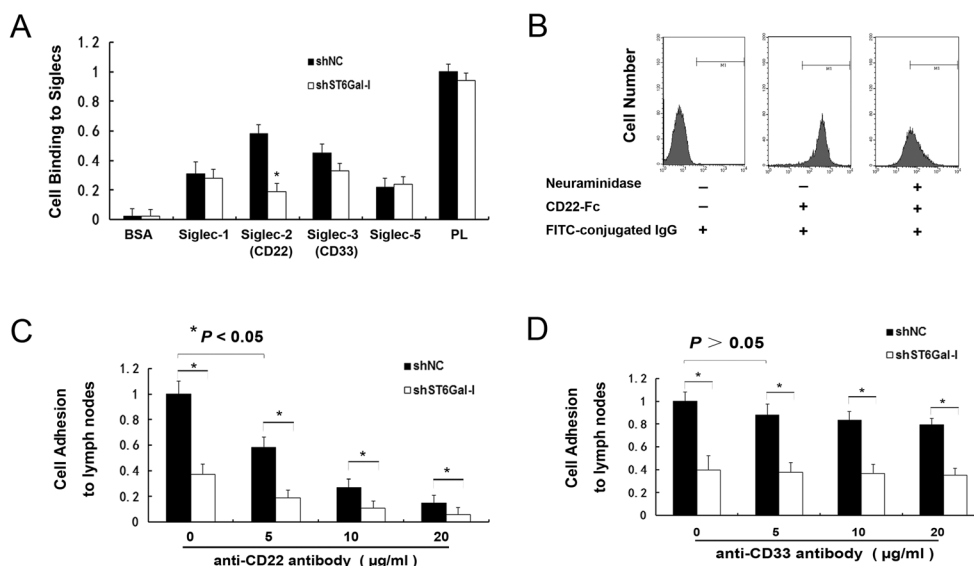 A
Cell Binding to Siglecs
1.2
1
0.8
0.6
0.4
0.2
0
shNC
shST6Gal-I
*
BSA Siglec-1 Siglec-2 Siglec-3 Siglec-5 PL
(CD22) (CD33)
B
Cell Number
Neuraminidase – – +
CD22-Fc – + +
FITC-conjugated IgG + + +
C
* P < 0.05
Cell Adhesion
to lymph nodes
1.2
1
0.8
0.6
0.4
0.2
0
shNC
shST6Gal-I
* * * *
0 5 10 20
anti-CD22 antibody ( µg/ml )
D
P > 0.05
Cell Adhesion
to lymph nodes
1.2
1
0.8
0.6
0.4
0.2
0
shNC
shST6Gal-I
* * * *
0 5 10 20
anti-CD33 antibody ( µg/ml )